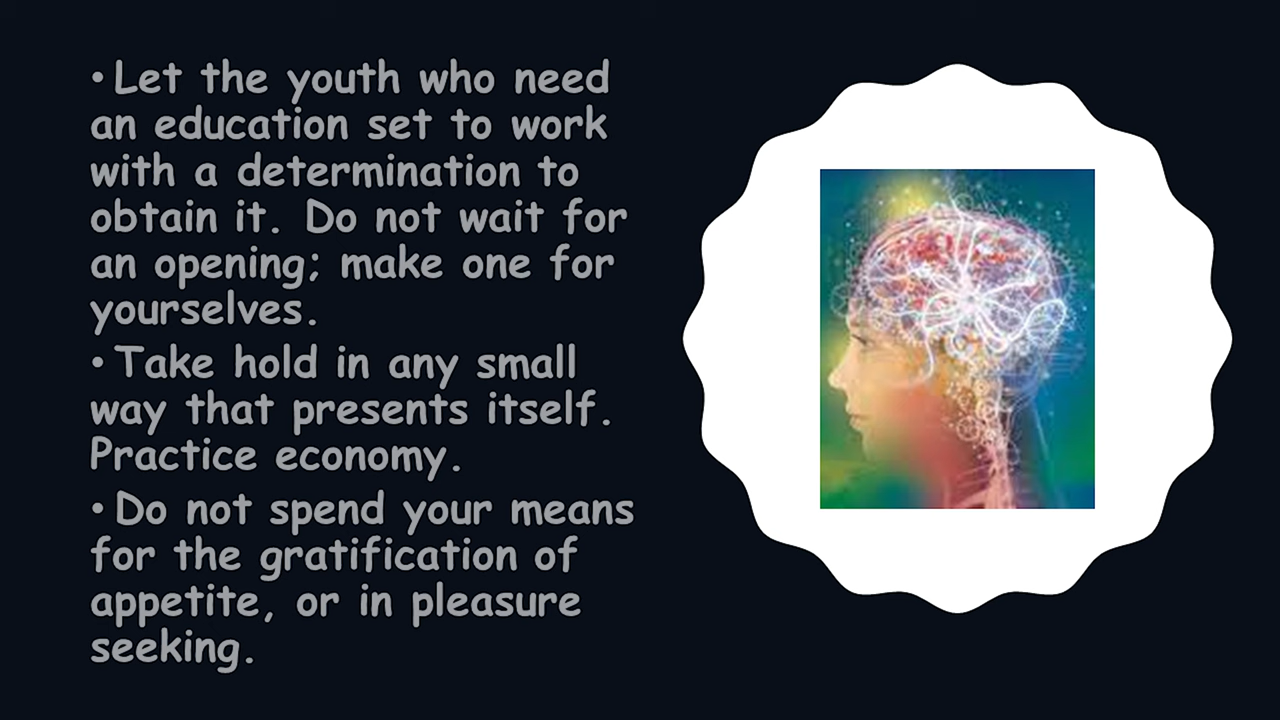 • Let the youth who need
an education set to work
with a determination to
obtain it. Do not wait for
an opening; make one for
yourselves.
• Take hold in any small
way that presents itself.
Practice economy.
• Do not spend your means
for the gratification of
appetite, or in pleasure
seeking.